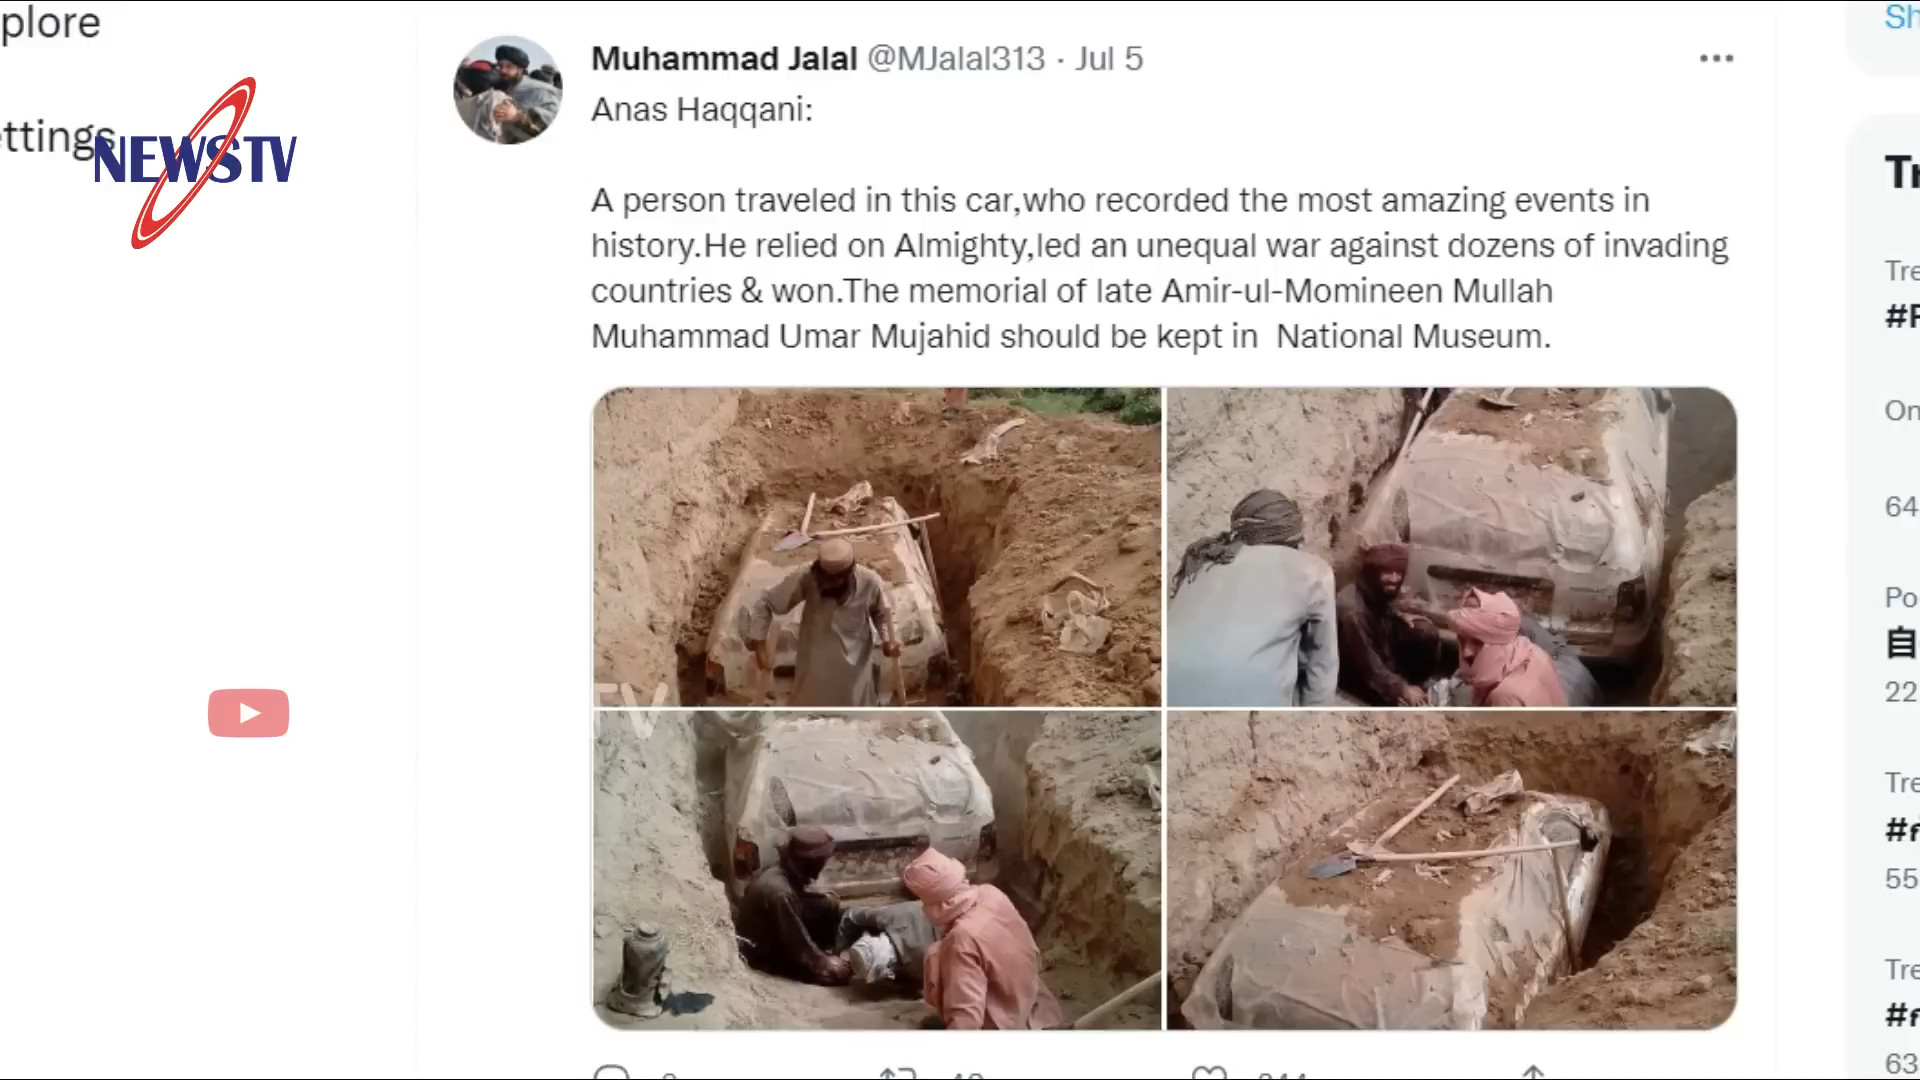 plore
ettings
NEWSTV
Muhammad Jalal @MJalal313 · Jul 5
Anas Haqqani:
A person traveled in this car,who recorded the most amazing events in
history.He relied on Almighty,led an unequal war against dozens of invading
countries & won.The memorial of late Amir-ul-Momineen Mullah
Muhammad Umar Mujahid should be kept in  National Museum.
TV
Sh
Tr
Tre
#F
On
64
Po
自
22
Tre
55
Tre
63